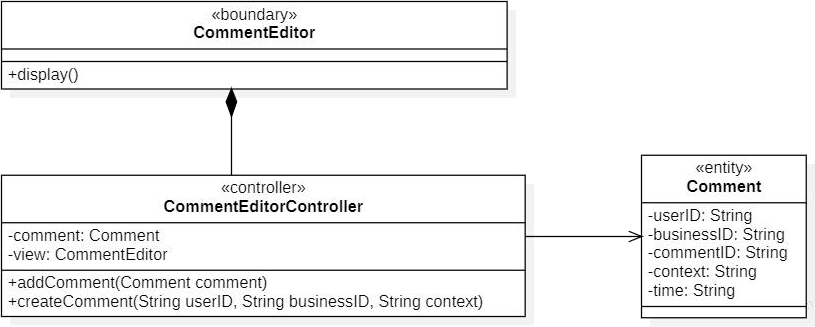 «boundary»
CommentEditor
+display()
«controller»
CommentEditorController
-comment: Comment
-view: CommentEditor
+addComment(Comment comment)
+createComment(String userID, String businessID, String context)
«entity»
Comment
-userID: String
-businessID: String
-commentID: String
-context: String
-time: String